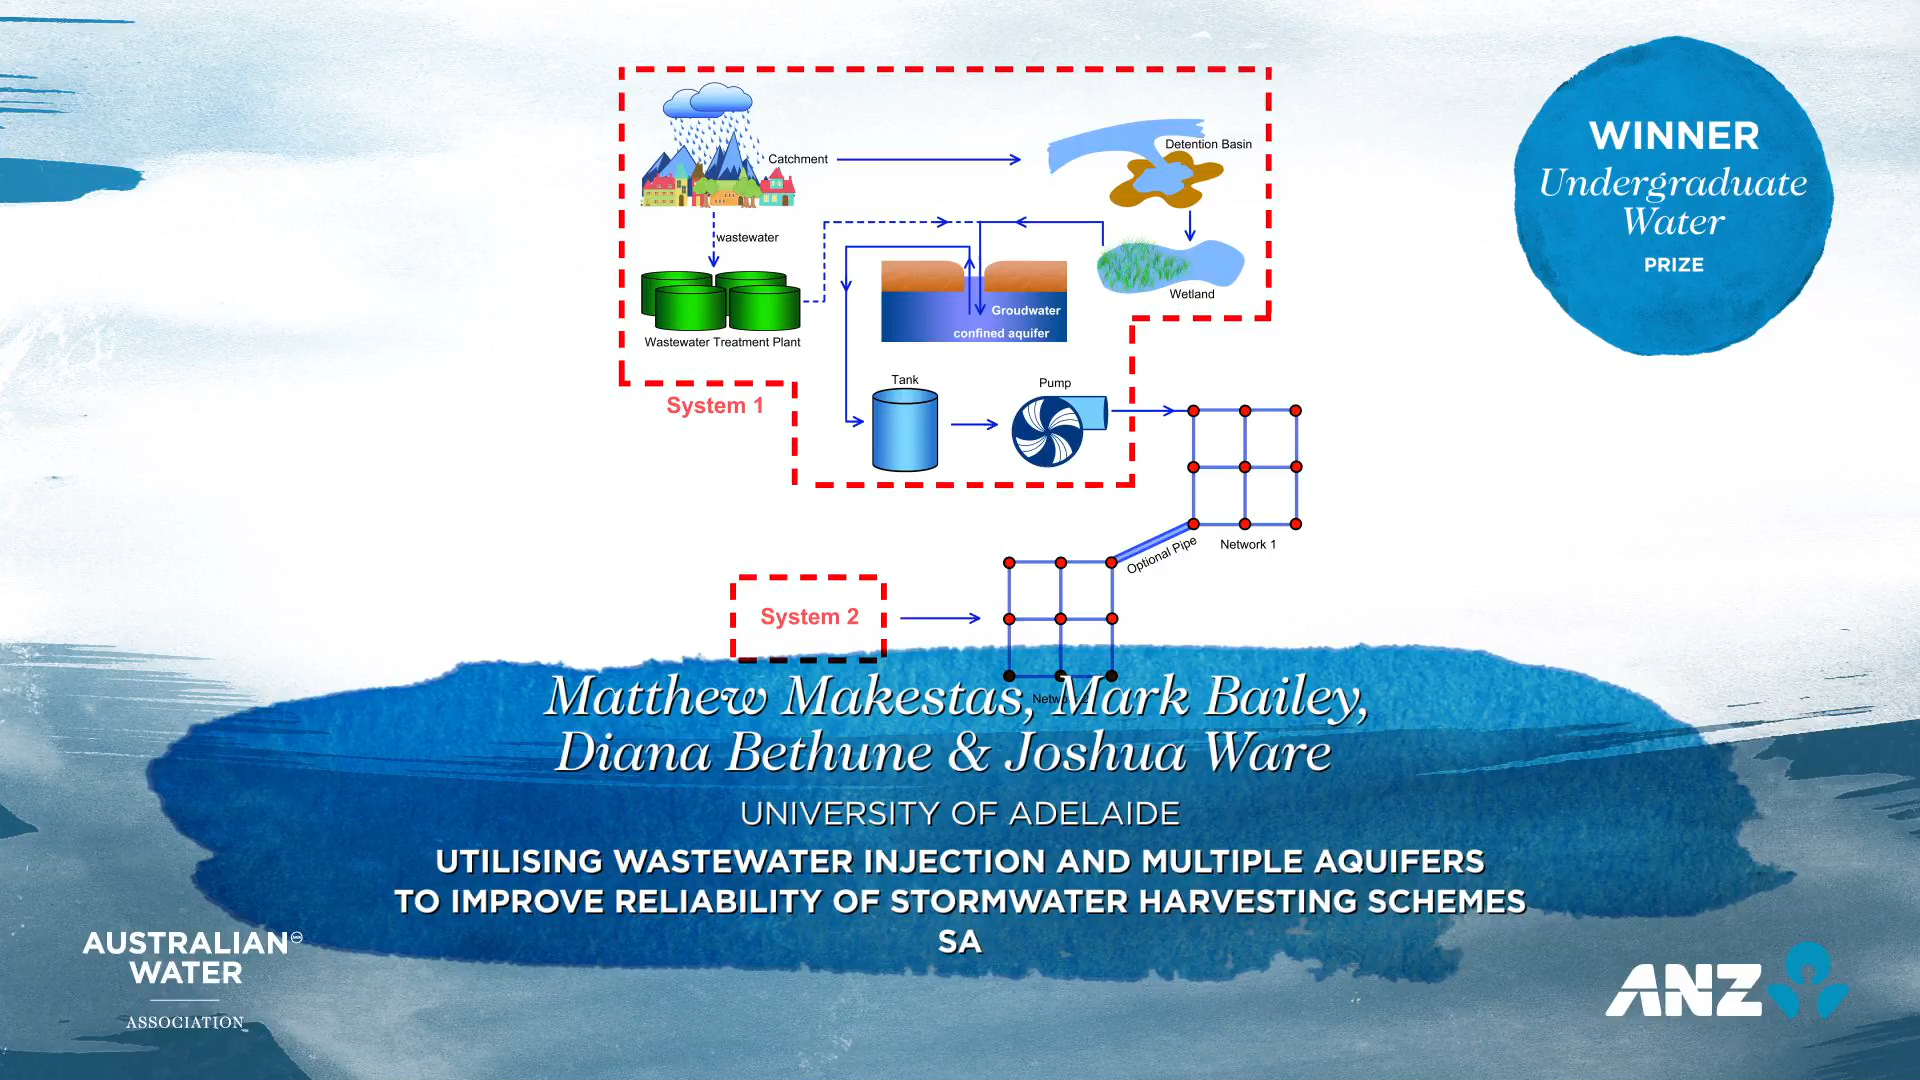 WINNER
Undergraduate
Water
PRIZE
Catchment
Detention Basin
wastewater
Wetland
Groudwater
confined aquifer
Wastewater Treatment Plant
Tank
Pump
System 1
Network 1
Optional Pipe
System 2
Matthew Makestas, Mark Bailey,
Diana Bethune & Joshua Ware
UNIVERSITY OF ADELAIDE
UTILISING WASTEWATER INJECTION AND MULTIPLE AQUIFERS
TO IMPROVE RELIABILITY OF STORMWATER HARVESTING SCHEMES
SA
AUSTRALIAN
WATER
ASSOCIATION
ANZ